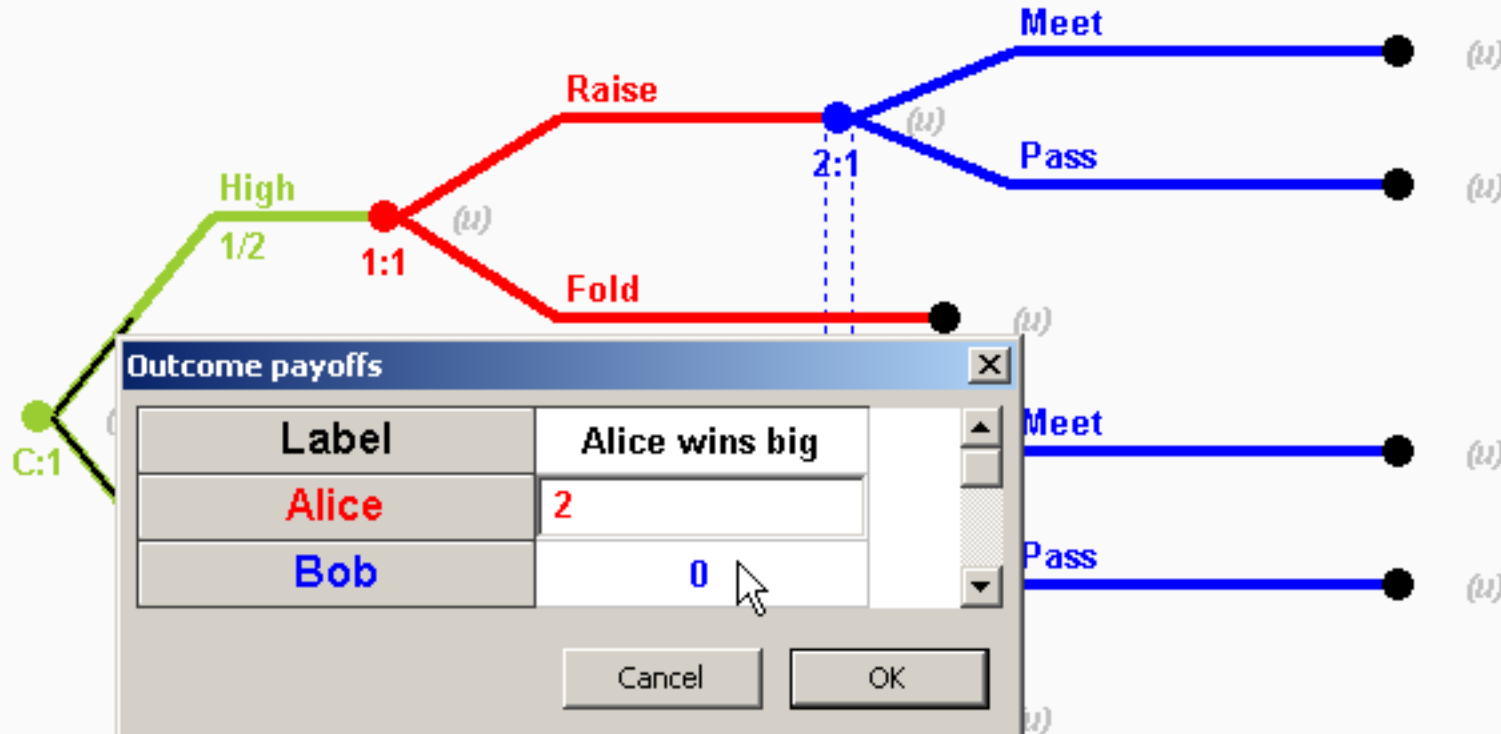 Meet
(u)
Raise
(u)
2:1
Pass
(u)
High
1/2
(u)
1:1
Fold
(u)
Outcome payoffs
Label Alice wins big
Alice 2
Bob 0
Cancel OK
C:1
Meet
(u)
Pass
(u)
(u)